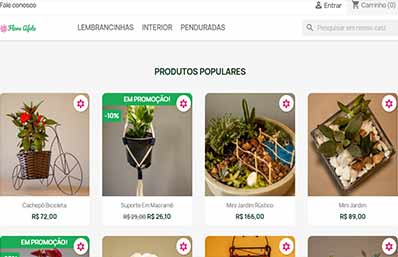 Fale conosco Entrar Carrinho (0)
Flora Afeto LEMBRANCINHAS INTERIOR PENDURADAS Pesquisar em nosso catá
PRODUTOS POPULARES
EM PROMOÇÃO!
-10%
Cachepô Bicicleta Suporte Em Macramê Mini Jardim Rústico Mini Jardim
R$ 72,00 R$ 29,00 R$ 26,10 R$ 166,00 R$ 89,00
EM PROMOÇÃO!